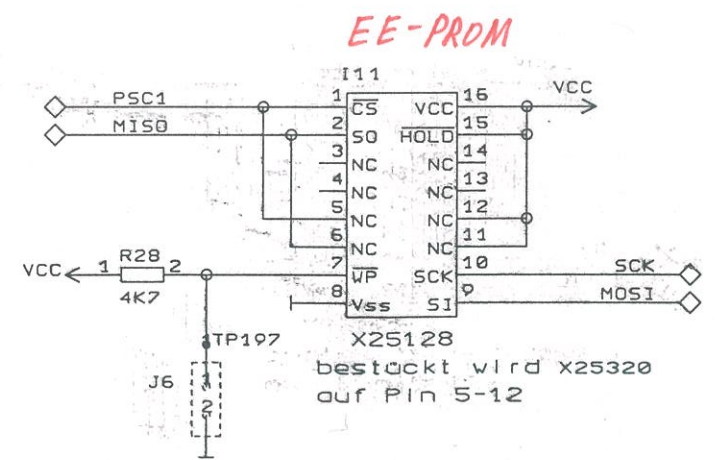 EE-PROM
I11
VCC
PSC1
1 CS VCC 16
MISO
2 SO HOLD 15
3 NC NC 14
4 NC NC 13
5 NC NC 12
6 NC NC 11
VCC 1 R28 2
4K7
7 WP SCK 10 SCK
8 Vss SI 9 MOSI
TP197
X25128
J6
1
2
bestückt wird X25320
auf Pin 5-12